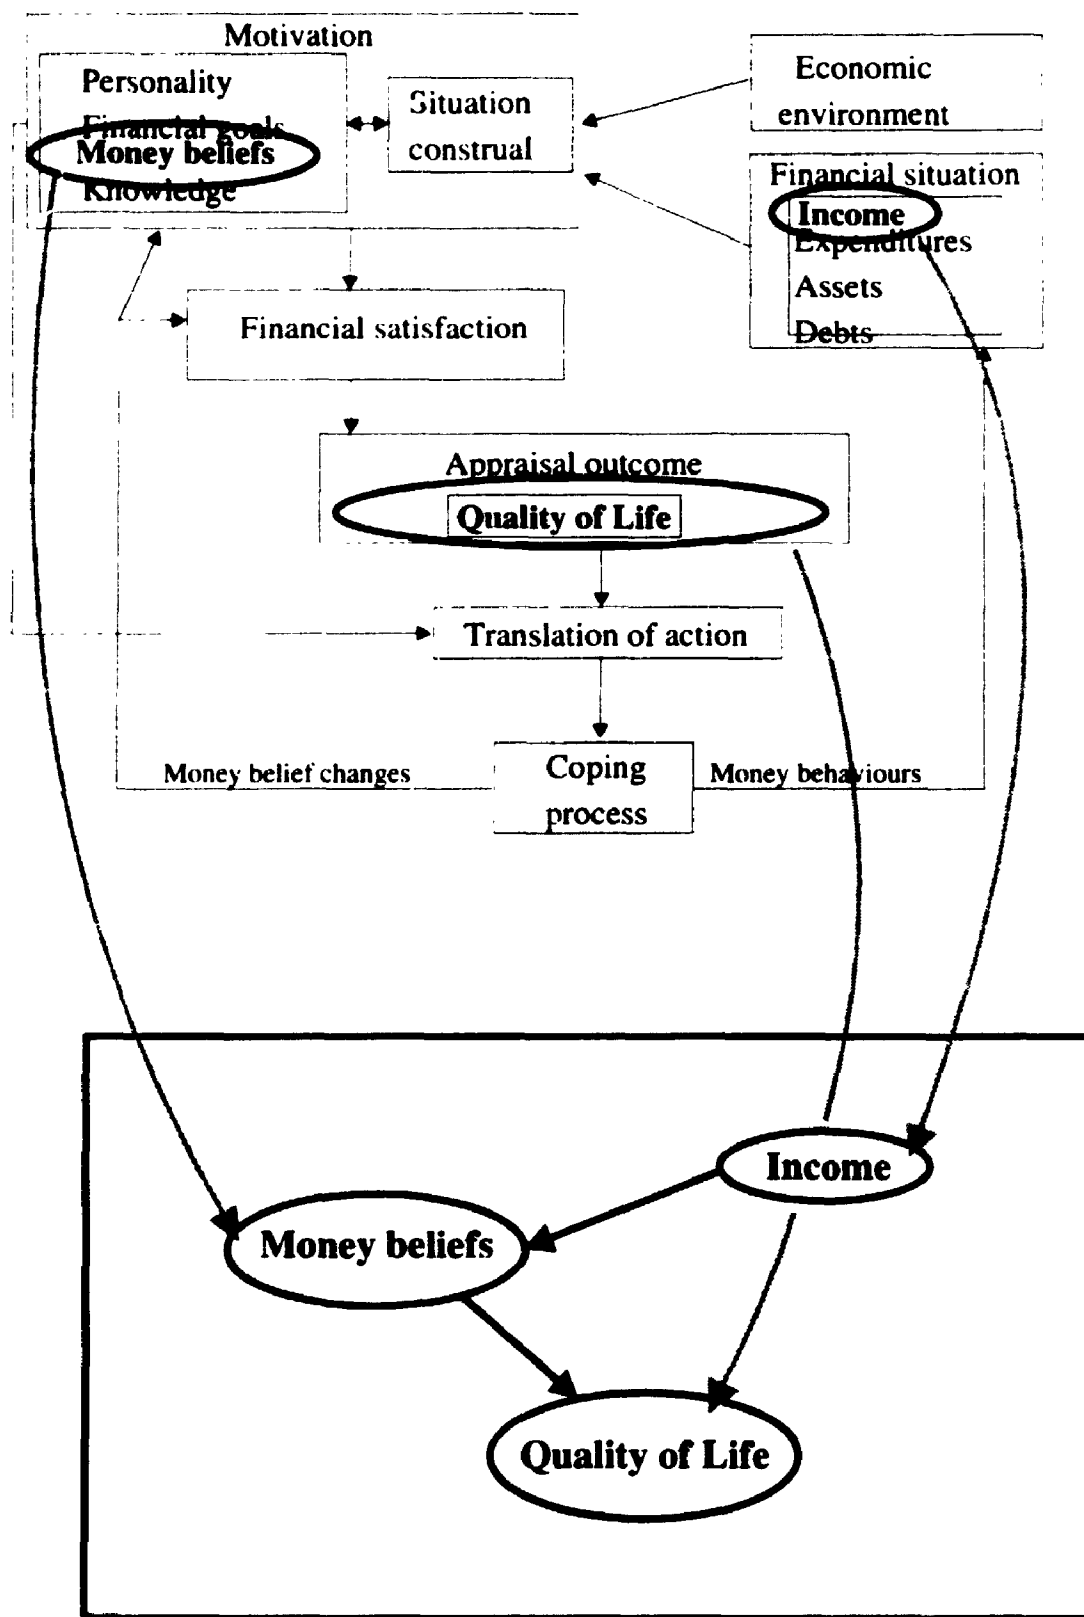 Motivation
Personality
Financial goals
Money beliefs
Knowledge
Situation
construal
Economic
environment
Financial situation
Income
Expenditures
Assets
Debts
Financial satisfaction
Appraisal outcome
Quality of Life
Translation of action
Money belief changes
Coping
process
Money behaviours
Income
Money beliefs
Quality of Life